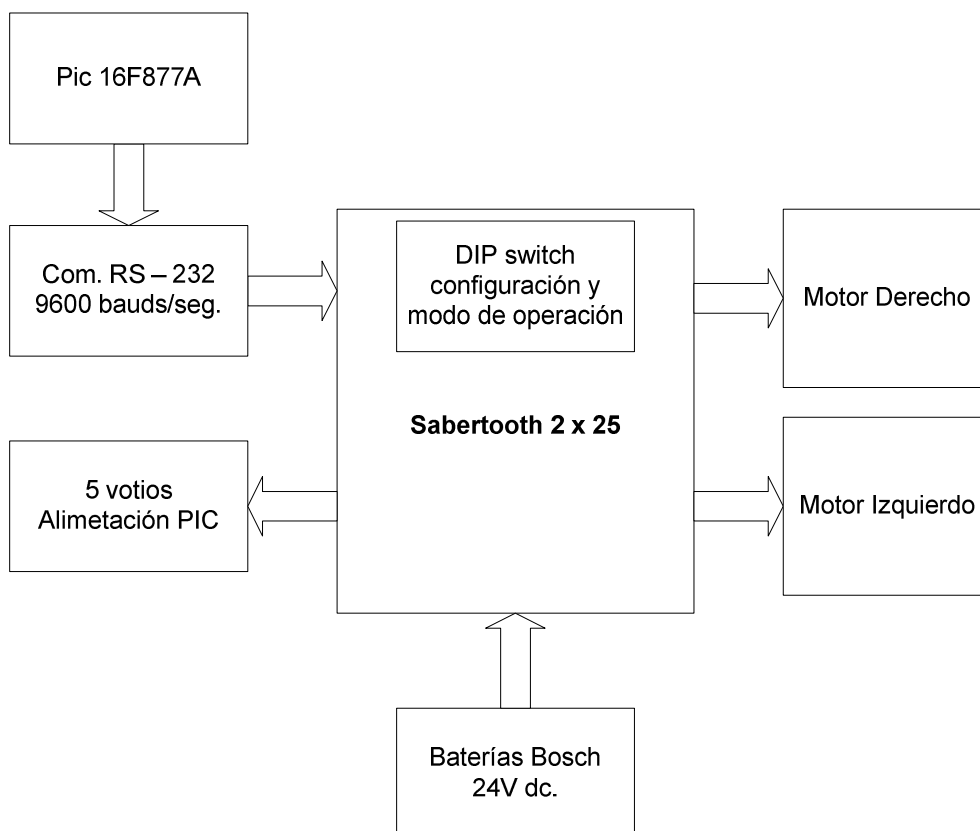 Pic 16F877A
Com. RS – 232
9600 bauds/seg.
DIP switch
configuración y
modo de operación
Sabertooth 2 x 25
Motor Derecho
5 votios
Alimetación PIC
Motor Izquierdo
Baterías Bosch
24V dc.